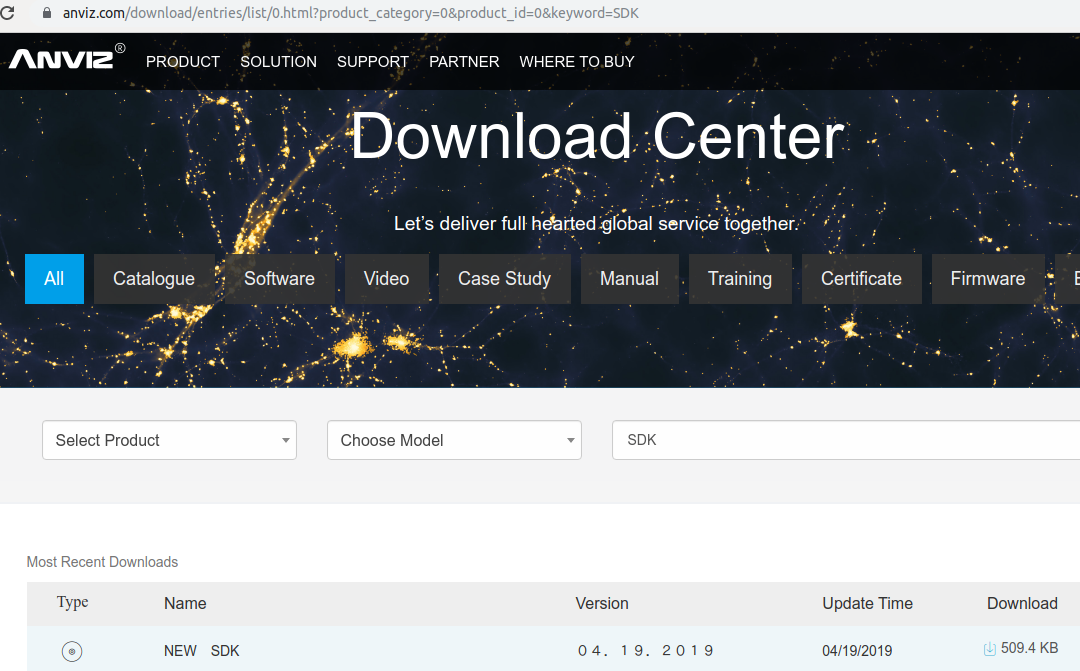 anviz.com/download/entries/list/0.html?product_category=0&product_id=0&keyword=SDK
ANVIZ® PRODUCT SOLUTION SUPPORT PARTNER WHERE TO BUY
Download Center
Let’s deliver full hearted global service together.
All Catalogue Software Video Case Study Manual Training Certificate Firmware
Select Product Choose Model SDK
Most Recent Downloads
Type Name Version Update Time Download
NEW SDK 04. 19. 2019 04/19/2019 509.4 KB